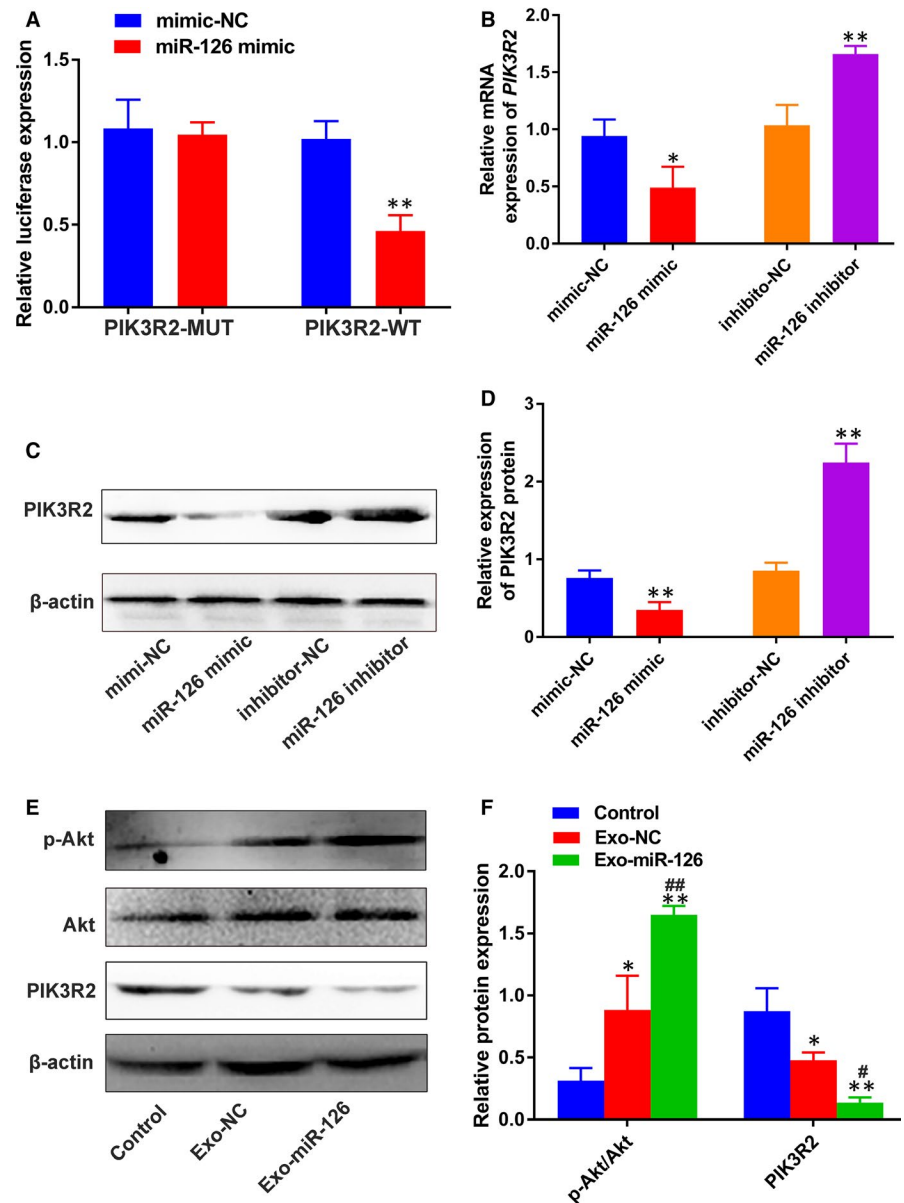 A
mimic-NC
miR-126 mimic
Relative luciferase expression
1.5
1.0
0.5
0.0
**
PIK3R2-MUT PIK3R2-WT
B
Relative mRNA
expression of PIK3R2
2.0
1.5
1.0
0.5
0.0
*
**
mimic-NC
miR-126 mimic
inhibito-NC
miR-126 inhibitor
C
PIK3R2
β-actin
mimi-NC
miR-126 mimic
inhibitor-NC
miR-126 inhibitor
D
Relative expression
of PIK3R2 protein
3
2
1
0
**
**
mimic-NC
miR-126 mimic
inhibitor-NC
miR-126 inhibitor
E
p-Akt
Akt
PIK3R2
β-actin
Control
Exo-NC
Exo-miR-126
F
Control
Exo-NC
Exo-miR-126
Relative protein expression
2.0
1.5
1.0
0.5
0.0
*
##
**
*
#
**
p-Akt/Akt
PIK3R2